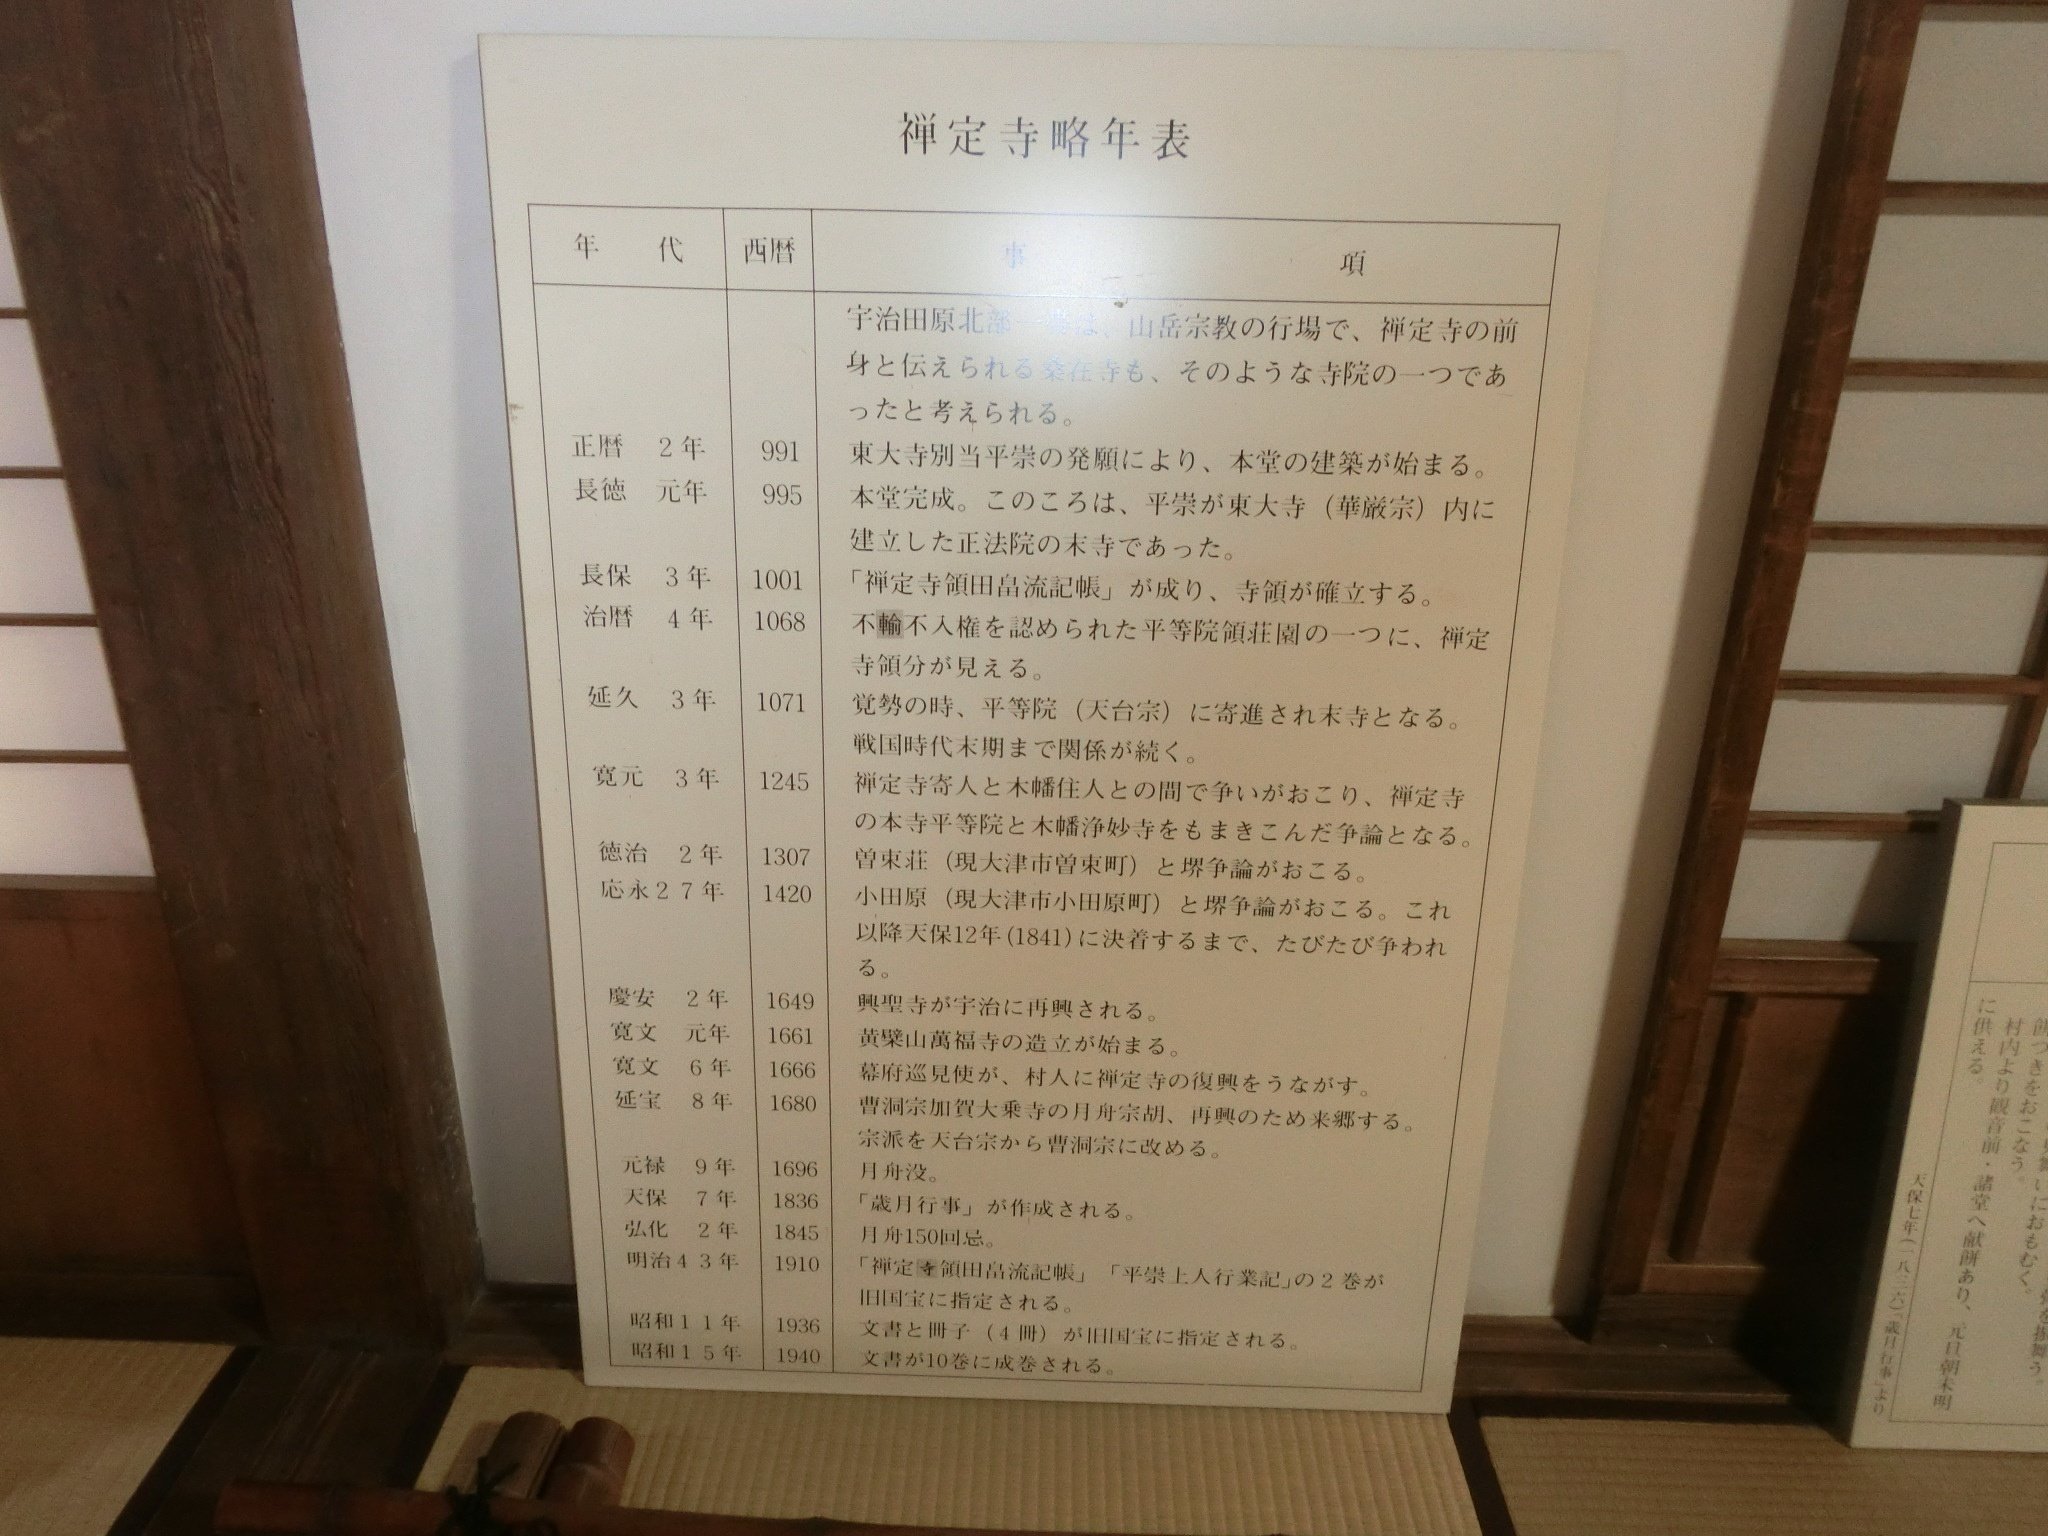 禅定寺略年表
年代 西暦 事項
宇治田原北部一帯は、山岳宗教の行場で、禅定寺の前
身と伝えられる桑在寺も、そのような寺院の一つであ
ったと考えられる。
正暦 2年 991 東大寺別当平崇の発願により、本堂の建築が始まる。
長徳 元年 995 本堂完成。このころは、平崇が東大寺（華厳宗）内に
建立した正法院の末寺であった。
長保 3年 1001 「禅定寺領田畠流記帳」が成り、寺領が確立する。
治暦 4年 1068 不輸不入権を認められた平等院領荘園の一つに、禅定
寺領分が見える。
延久 3年 1071 覚勢の時、平等院（天台宗）に寄進され末寺となる。
戦国時代末期まで関係が続く。
寛元 3年 1245 禅定寺寄人と木幡住人との間で争いがおこり、禅定寺
の本寺平等院と木幡浄妙寺をもまきこんだ争論となる。
徳治 2年 1307 曽束荘（現大津市曽束町）と堺争論がおこる。
応永27年 1420 小田原（現大津市小田原町）と堺争論がおこる。これ
以降天保12年(1841)に決着するまで、たびたび争われ
る。
慶安 2年 1649 興聖寺が宇治に再興される。
寛文 元年 1661 黄檗山萬福寺の造立が始まる。
寛文 6年 1666 幕府巡見使が、村人に禅定寺の復興をうながす。
延宝 8年 1680 曹洞宗加賀大乗寺の月舟宗胡、再興のため来郷する。
宗派を天台宗から曹洞宗に改める。
元禄 9年 1696 月舟没。
天保 7年 1836 「歳月行事」が作成される。
弘化 2年 1845 月舟150回忌。
明治43年 1910 「禅定寺領田畠流記帳」「平崇上人行業記」の2巻が
旧国宝に指定される。
昭和11年 1936 文書と冊子（4冊）が旧国宝に指定される。
昭和15年 1940 文書が10巻に成巻される。
餅つきをおこなう。
村内より観音前・諸堂へ献餅あり、元旦朝未明
に供える
天保七年(一八三六)「歳月行事」より